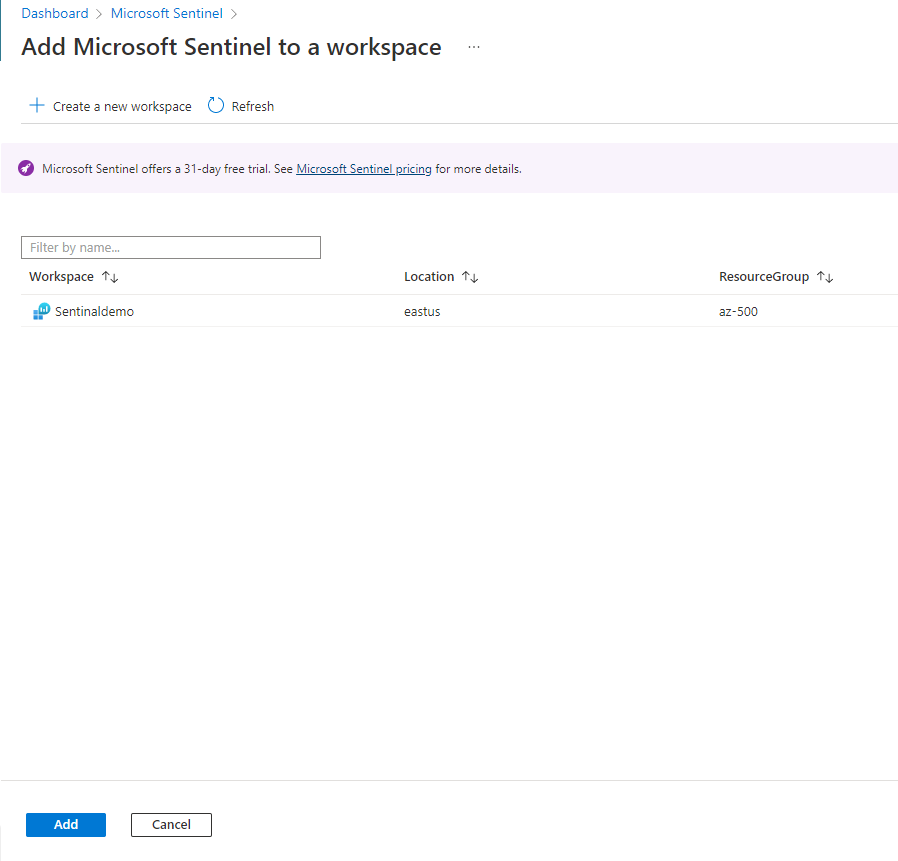 Dashboard > Microsoft Sentinel >
Add Microsoft Sentinel to a workspace ...
Create a new workspace Refresh
Microsoft Sentinel offers a 31-day free trial. See Microsoft Sentinel pricing for more details.
Filter by name...
Workspace ↑↓ Location ↑↓ ResourceGroup ↑↓
Sentinaldemo eastus az-500
Add Cancel